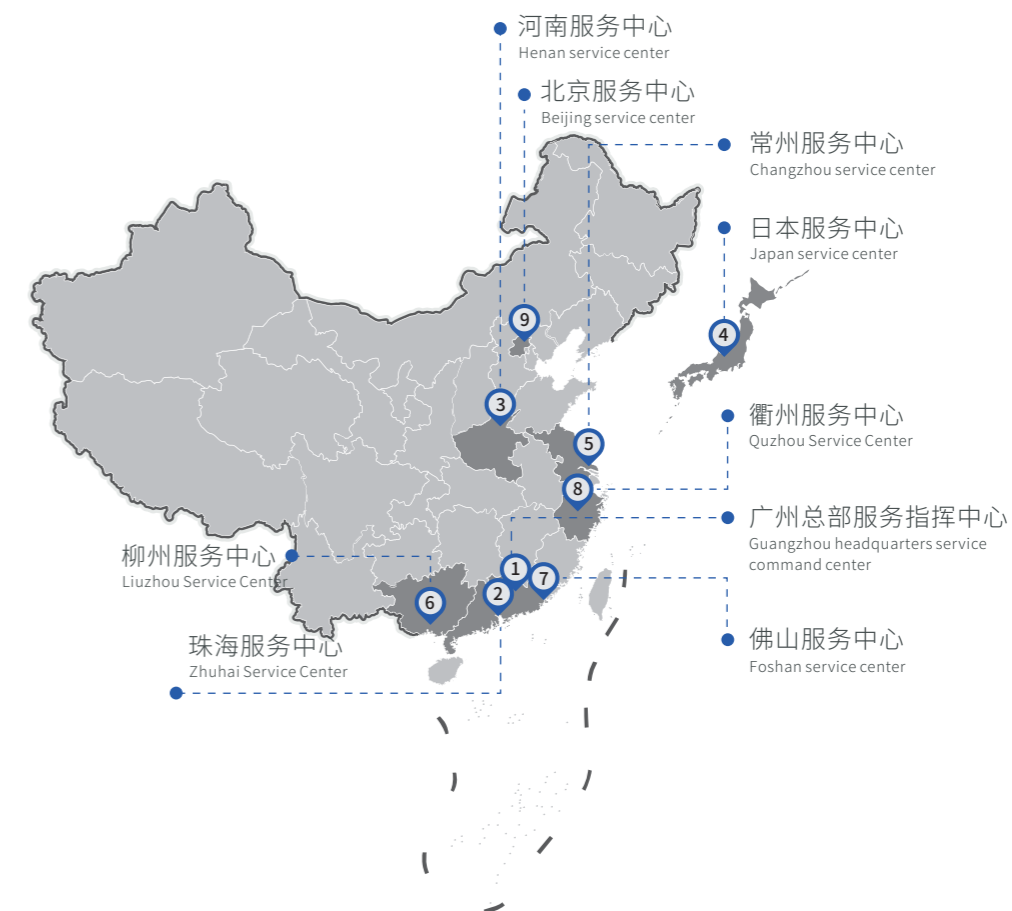 河南服务中心
Henan service center
北京服务中心
Beijing service center
常州服务中心
Changzhou service center
日本服务中心
Japan service center
9
4
3
衢州服务中心
Quzhou Service Center
5
8
广州总部服务指挥中心
Guangzhou headquarters service
command center
柳州服务中心
Liuzhou Service Center
1
7
2
6
珠海服务中心
Zhuhai Service Center
佛山服务中心
Foshan service center